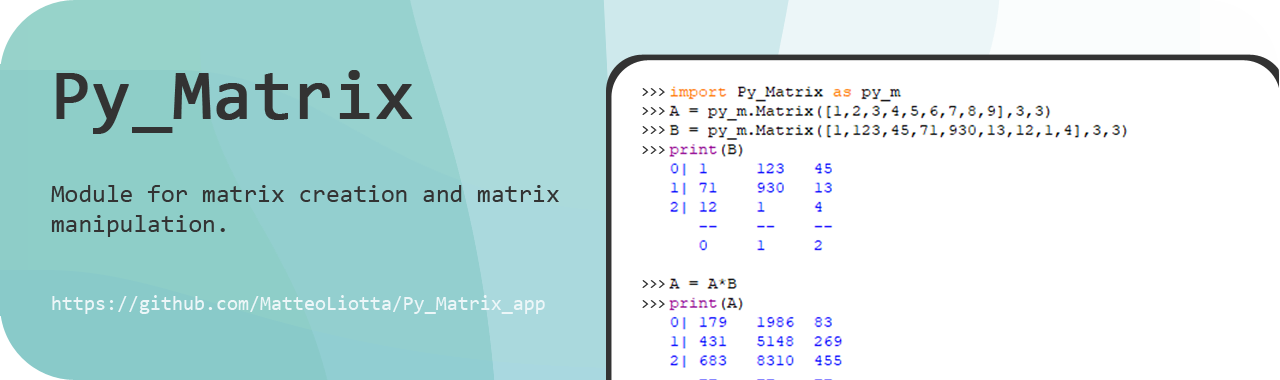 Py_Matrix
Module for matrix creation and matrix
manipulation.
https://github.com/MatteoLiotta/Py_Matrix_app
>>> import Py_Matrix as py_m
>>> A = py_m.Matrix([1,2,3,4,5,6,7,8,9],3,3)
>>> B = py_m.Matrix([1,123,45,71,930,13,12,1,4],3,3)
>>> print(B)
0| 1 123 45
1| 71 930 13
2| 12 1 4
-- -- --
0 1 2
>>> A = A*B
>>> print(A)
0| 179 1986 83
1| 431 5148 269
2| 683 8310 455
-- -- --